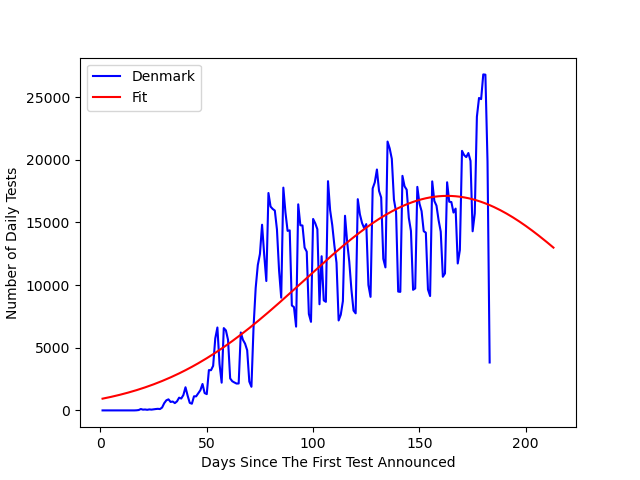 Denmark
Fit
25000
20000
15000
10000
5000
0
Number of Daily Tests
0 50 100 150 200
Days Since The First Test Announced